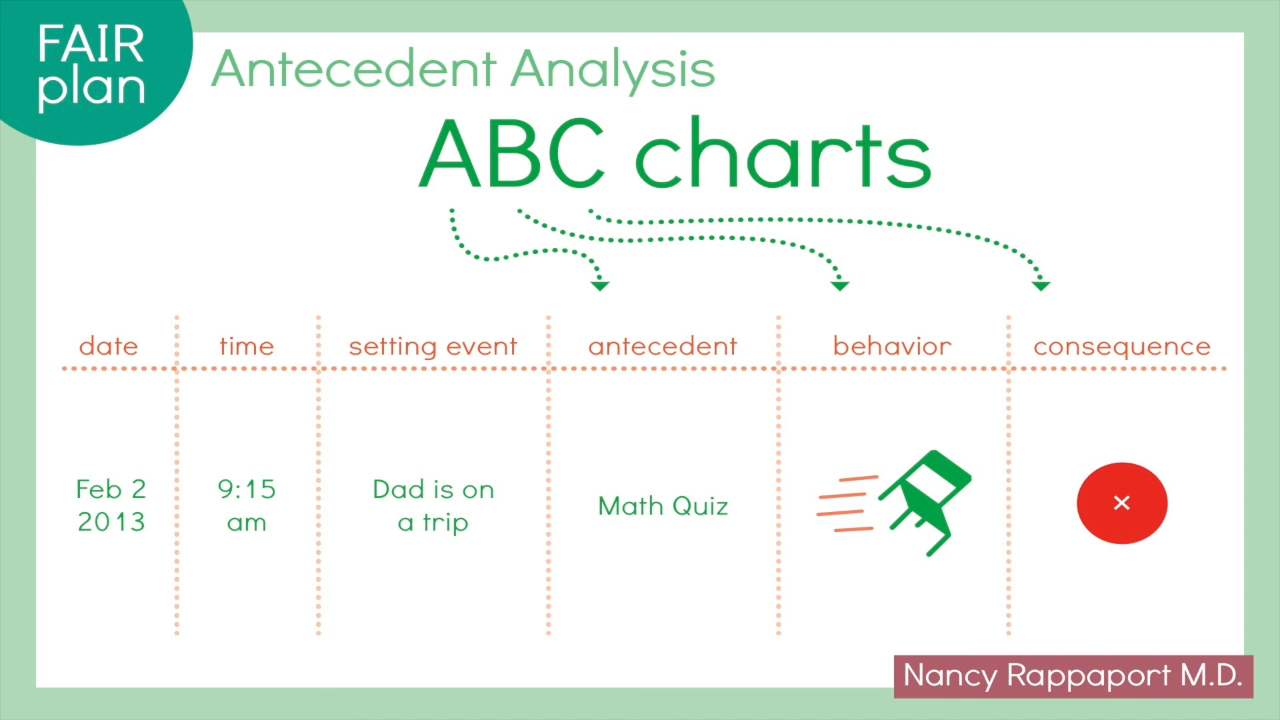 FAIR
plan
Antecedent Analysis
ABC charts
date
time
setting event
antecedent
behavior
consequence
Feb 2
2013
9:15
am
Dad is on
a trip
Math Quiz
Nancy Rappaport M.D.